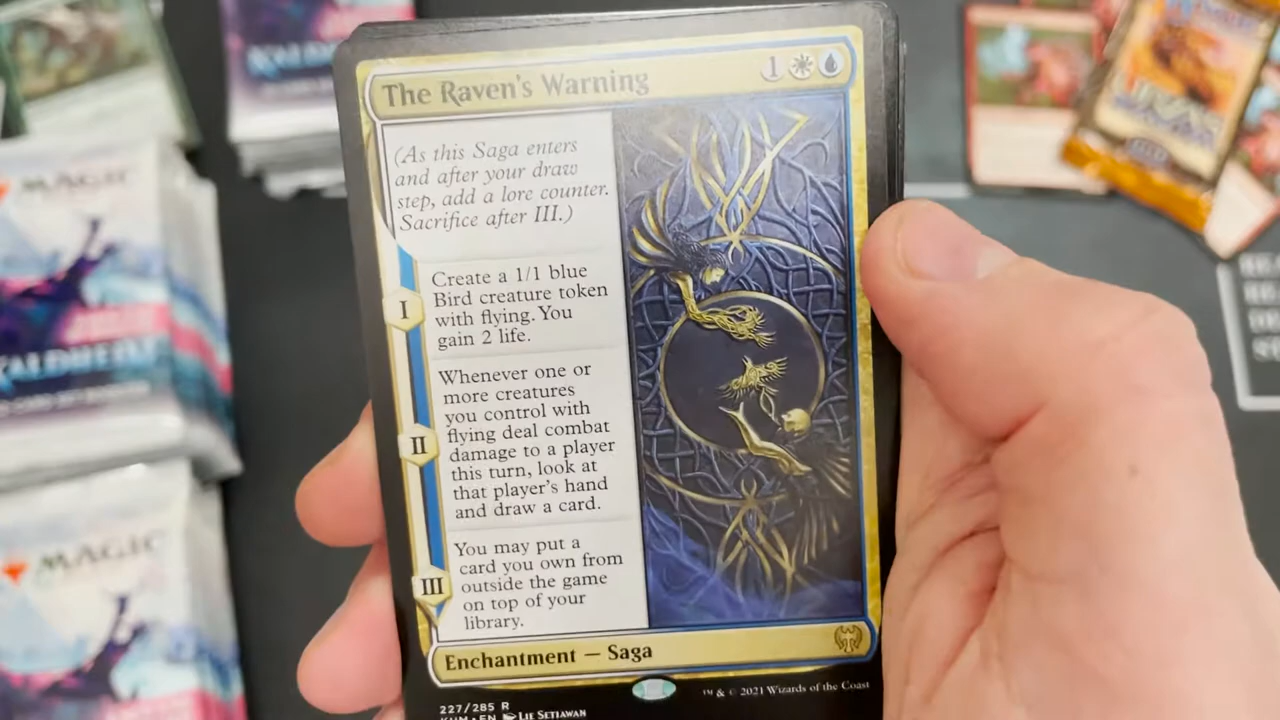 The Raven's Warning
1
(As this Saga enters
and after your draw
step, add a lore counter.
Sacrifice after III.)
I
Create a 1/1 blue
Bird creature token
with flying. You
gain 2 life.
II
Whenever one or
more creatures
you control with
flying deal combat
damage to a player
this turn, look at
that player's hand
and draw a card.
III
You may put a
card you own from
outside the game
on top of your
library.
Enchantment — Saga
227/285 R
KHM • EN Lie Setiawan
™ & © 2021 Wizards of the Coast
MAGIC
KALDHEIM
MAGIC
KALDHEIM